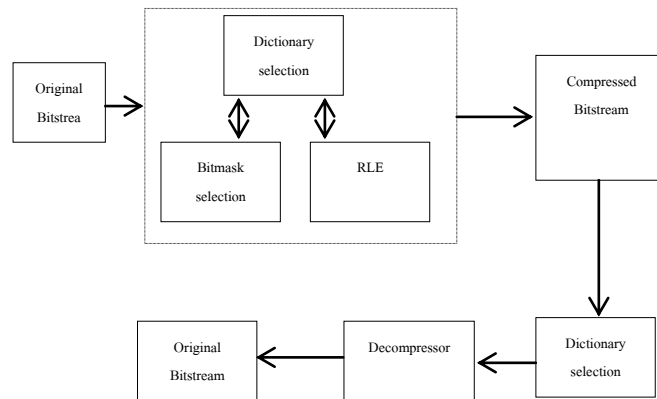 Dictionary
selection
Original
Bitstrea
Bitmask
selection
RLE
Compressed
Bitstream
Original
Bitstream
Decompressor
Dictionary
selection